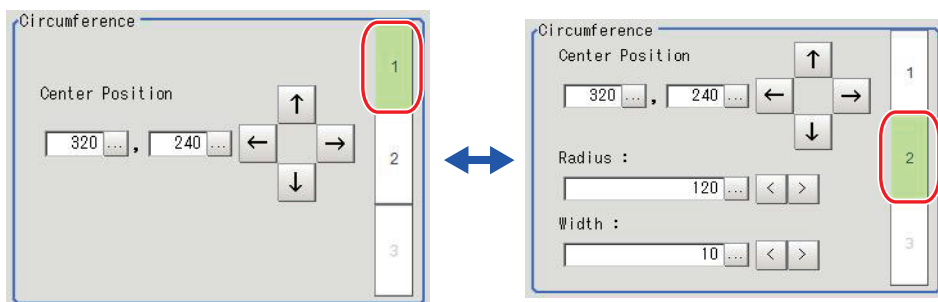 Circumference
Center Position
320 ... , 240 ... ← ↑ → ↓
1
2
3
Circumference
Center Position
320 ... , 240 ... ← ↑ → ↓
Radius :
120 ... < >
Width :
10 ... < >
1
2
3